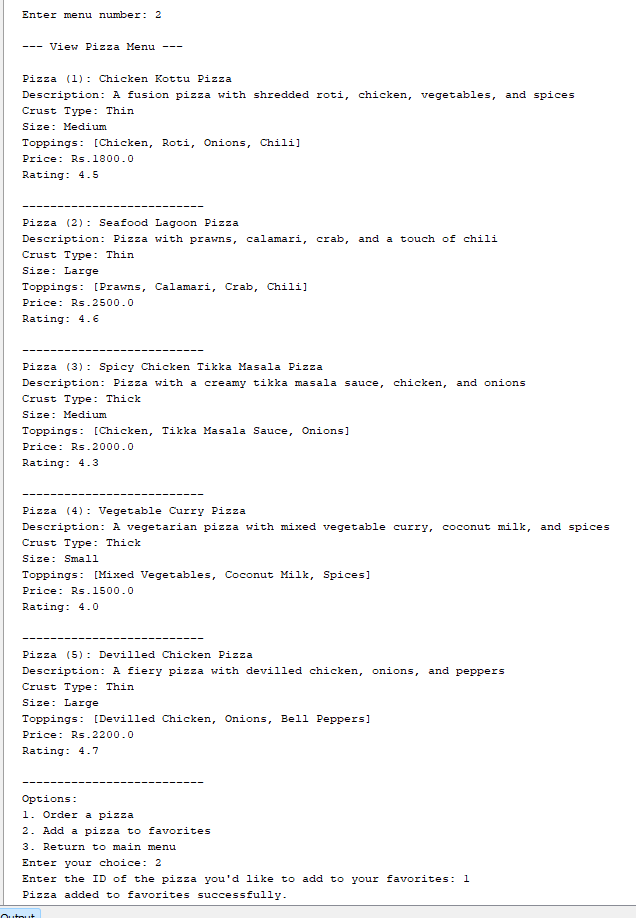 Enter menu number: 2
--- View Pizza Menu ---
Pizza (1): Chicken Kottu Pizza
Description: A fusion pizza with shredded roti, chicken, vegetables, and spices
Crust Type: Thin
Size: Medium
Toppings: [Chicken, Roti, Onions, Chili]
Price: Rs.1800.0
Rating: 4.5
--------------------------
Pizza (2): Seafood Lagoon Pizza
Description: Pizza with prawns, calamari, crab, and a touch of chili
Crust Type: Thin
Size: Large
Toppings: [Prawns, Calamari, Crab, Chili]
Price: Rs.2500.0
Rating: 4.6
--------------------------
Pizza (3): Spicy Chicken Tikka Masala Pizza
Description: Pizza with a creamy tikka masala sauce, chicken, and onions
Crust Type: Thick
Size: Medium
Toppings: [Chicken, Tikka Masala Sauce, Onions]
Price: Rs.2000.0
Rating: 4.3
--------------------------
Pizza (4): Vegetable Curry Pizza
Description: A vegetarian pizza with mixed vegetable curry, coconut milk, and spices
Crust Type: Thick
Size: Small
Toppings: [Mixed Vegetables, Coconut Milk, Spices]
Price: Rs.1500.0
Rating: 4.0
--------------------------
Pizza (5): Devilled Chicken Pizza
Description: A fiery pizza with devilled chicken, onions, and peppers
Crust Type: Thin
Size: Large
Toppings: [Devilled Chicken, Onions, Bell Peppers]
Price: Rs.2200.0
Rating: 4.7
--------------------------
Options:
1. Order a pizza
2. Add a pizza to favorites
3. Return to main menu
Enter your choice: 2
Enter the ID of the pizza you'd like to add to your favorites: 1
Pizza added to favorites successfully.
Output